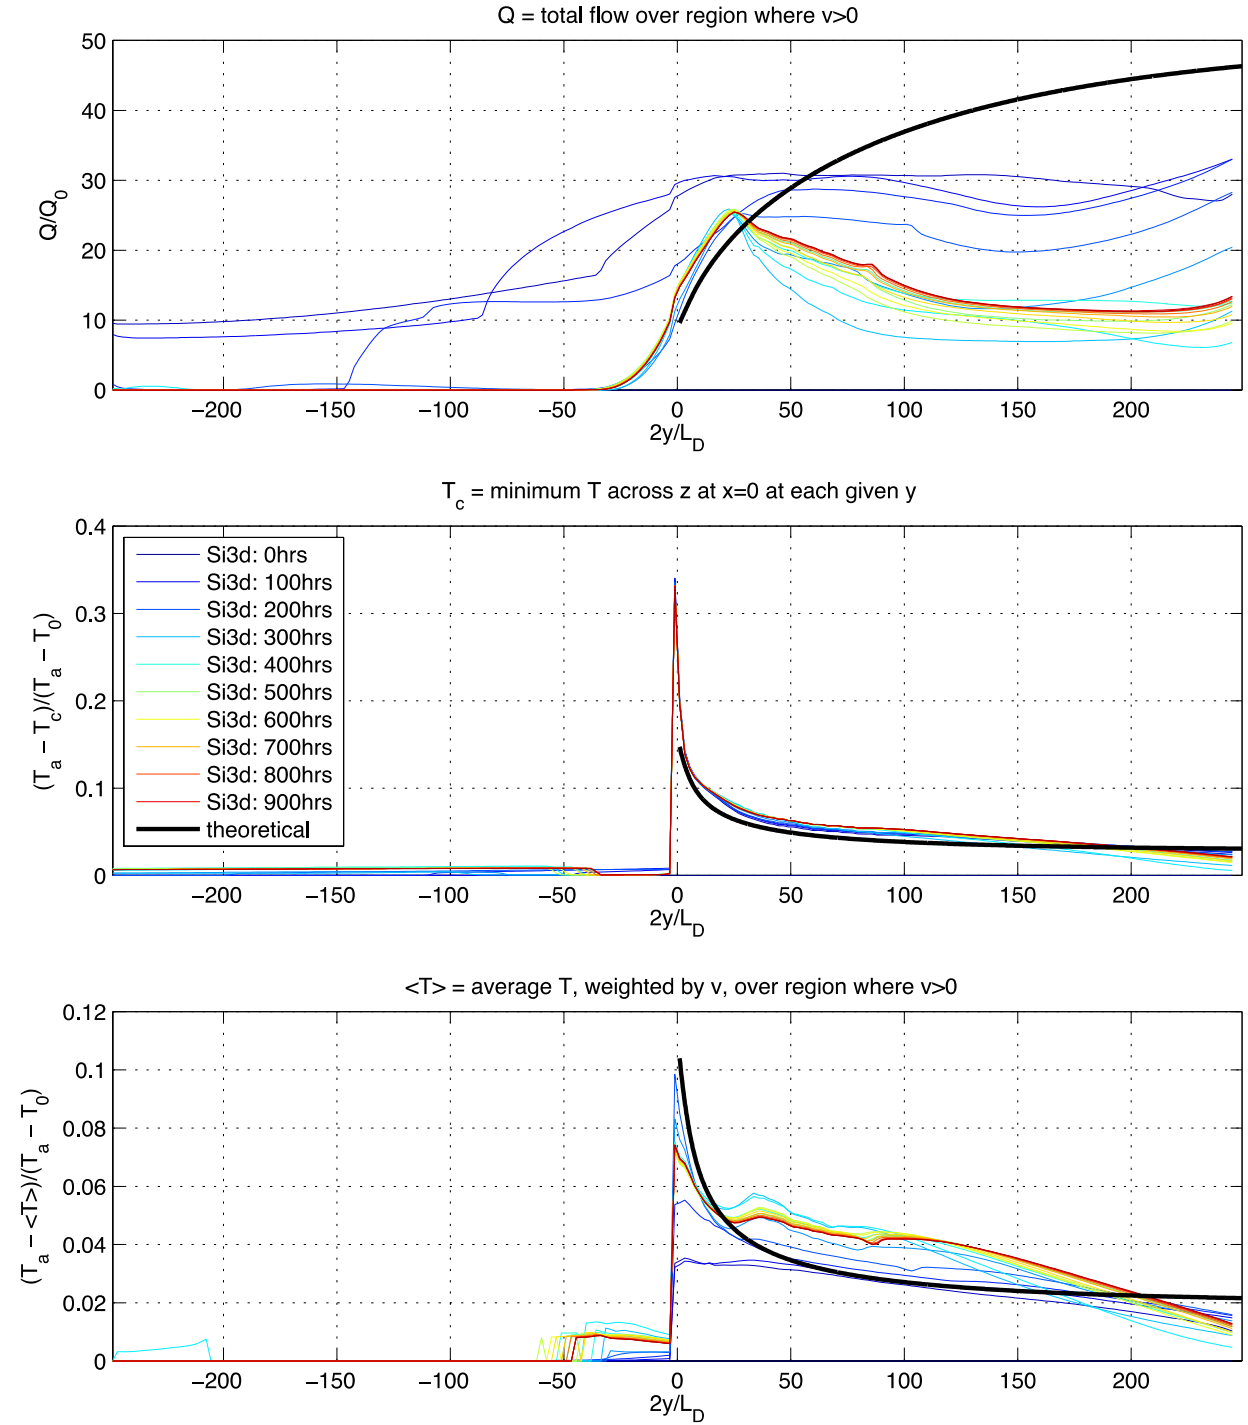 Q = total flow over region where v>0
50
40
30
20
10
0
Q/Q0
−200 −150 −100 −50 0 50 100 150 200
2y/LD
Tc = minimum T across z at x=0 at each given y
0.4
0.3
0.2
0.1
0
(Ta − Tc)/(Ta − T0)
Si3d: 0hrs
Si3d: 100hrs
Si3d: 200hrs
Si3d: 300hrs
Si3d: 400hrs
Si3d: 500hrs
Si3d: 600hrs
Si3d: 700hrs
Si3d: 800hrs
Si3d: 900hrs
theoretical
−200 −150 −100 −50 0 50 100 150 200
2y/LD
<T> = average T, weighted by v, over region where v>0
0.12
0.1
0.08
0.06
0.04
0.02
0
(Ta − <T>)/(Ta − T0)
−200 −150 −100 −50 0 50 100 150 200
2y/LD